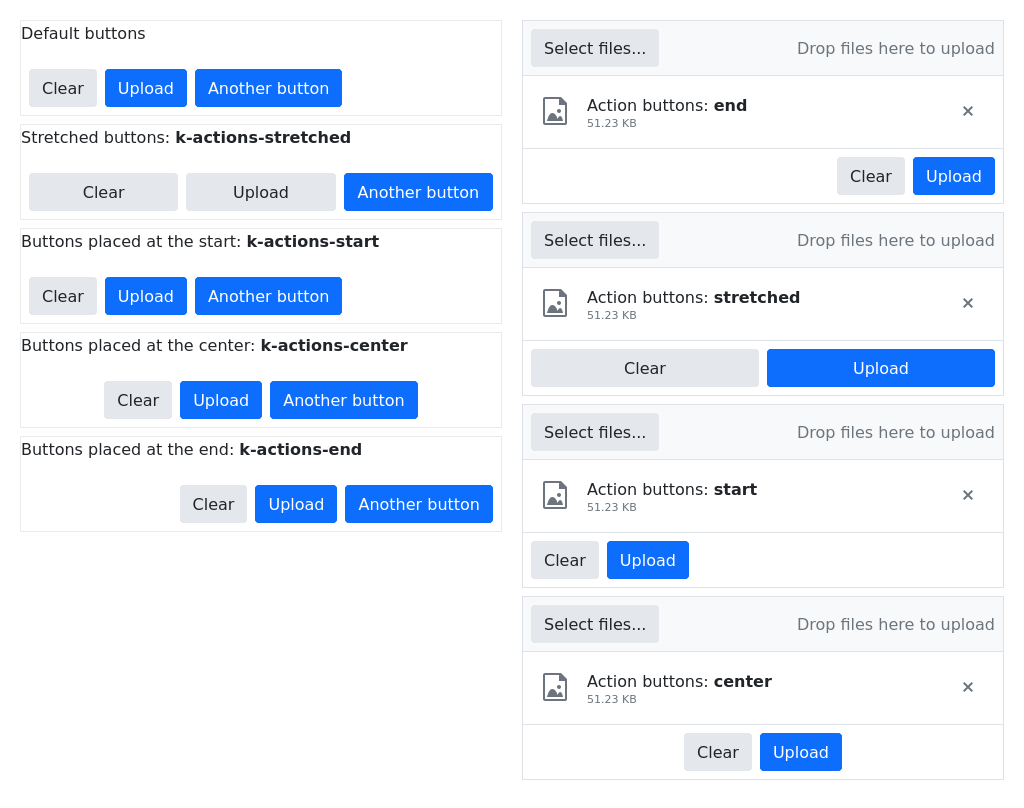 Default buttons
Clear Upload Another button
Stretched buttons: k-actions-stretched
Clear Upload Another button
Buttons placed at the start: k-actions-start
Clear Upload Another button
Buttons placed at the center: k-actions-center
Clear Upload Another button
Buttons placed at the end: k-actions-end
Clear Upload Another button
Select files... Drop files here to upload
Action buttons: end
51.23 KB
Clear Upload
Select files... Drop files here to upload
Action buttons: stretched
51.23 KB
Clear Upload
Select files... Drop files here to upload
Action buttons: start
51.23 KB
Clear Upload
Select files... Drop files here to upload
Action buttons: center
51.23 KB
Clear Upload